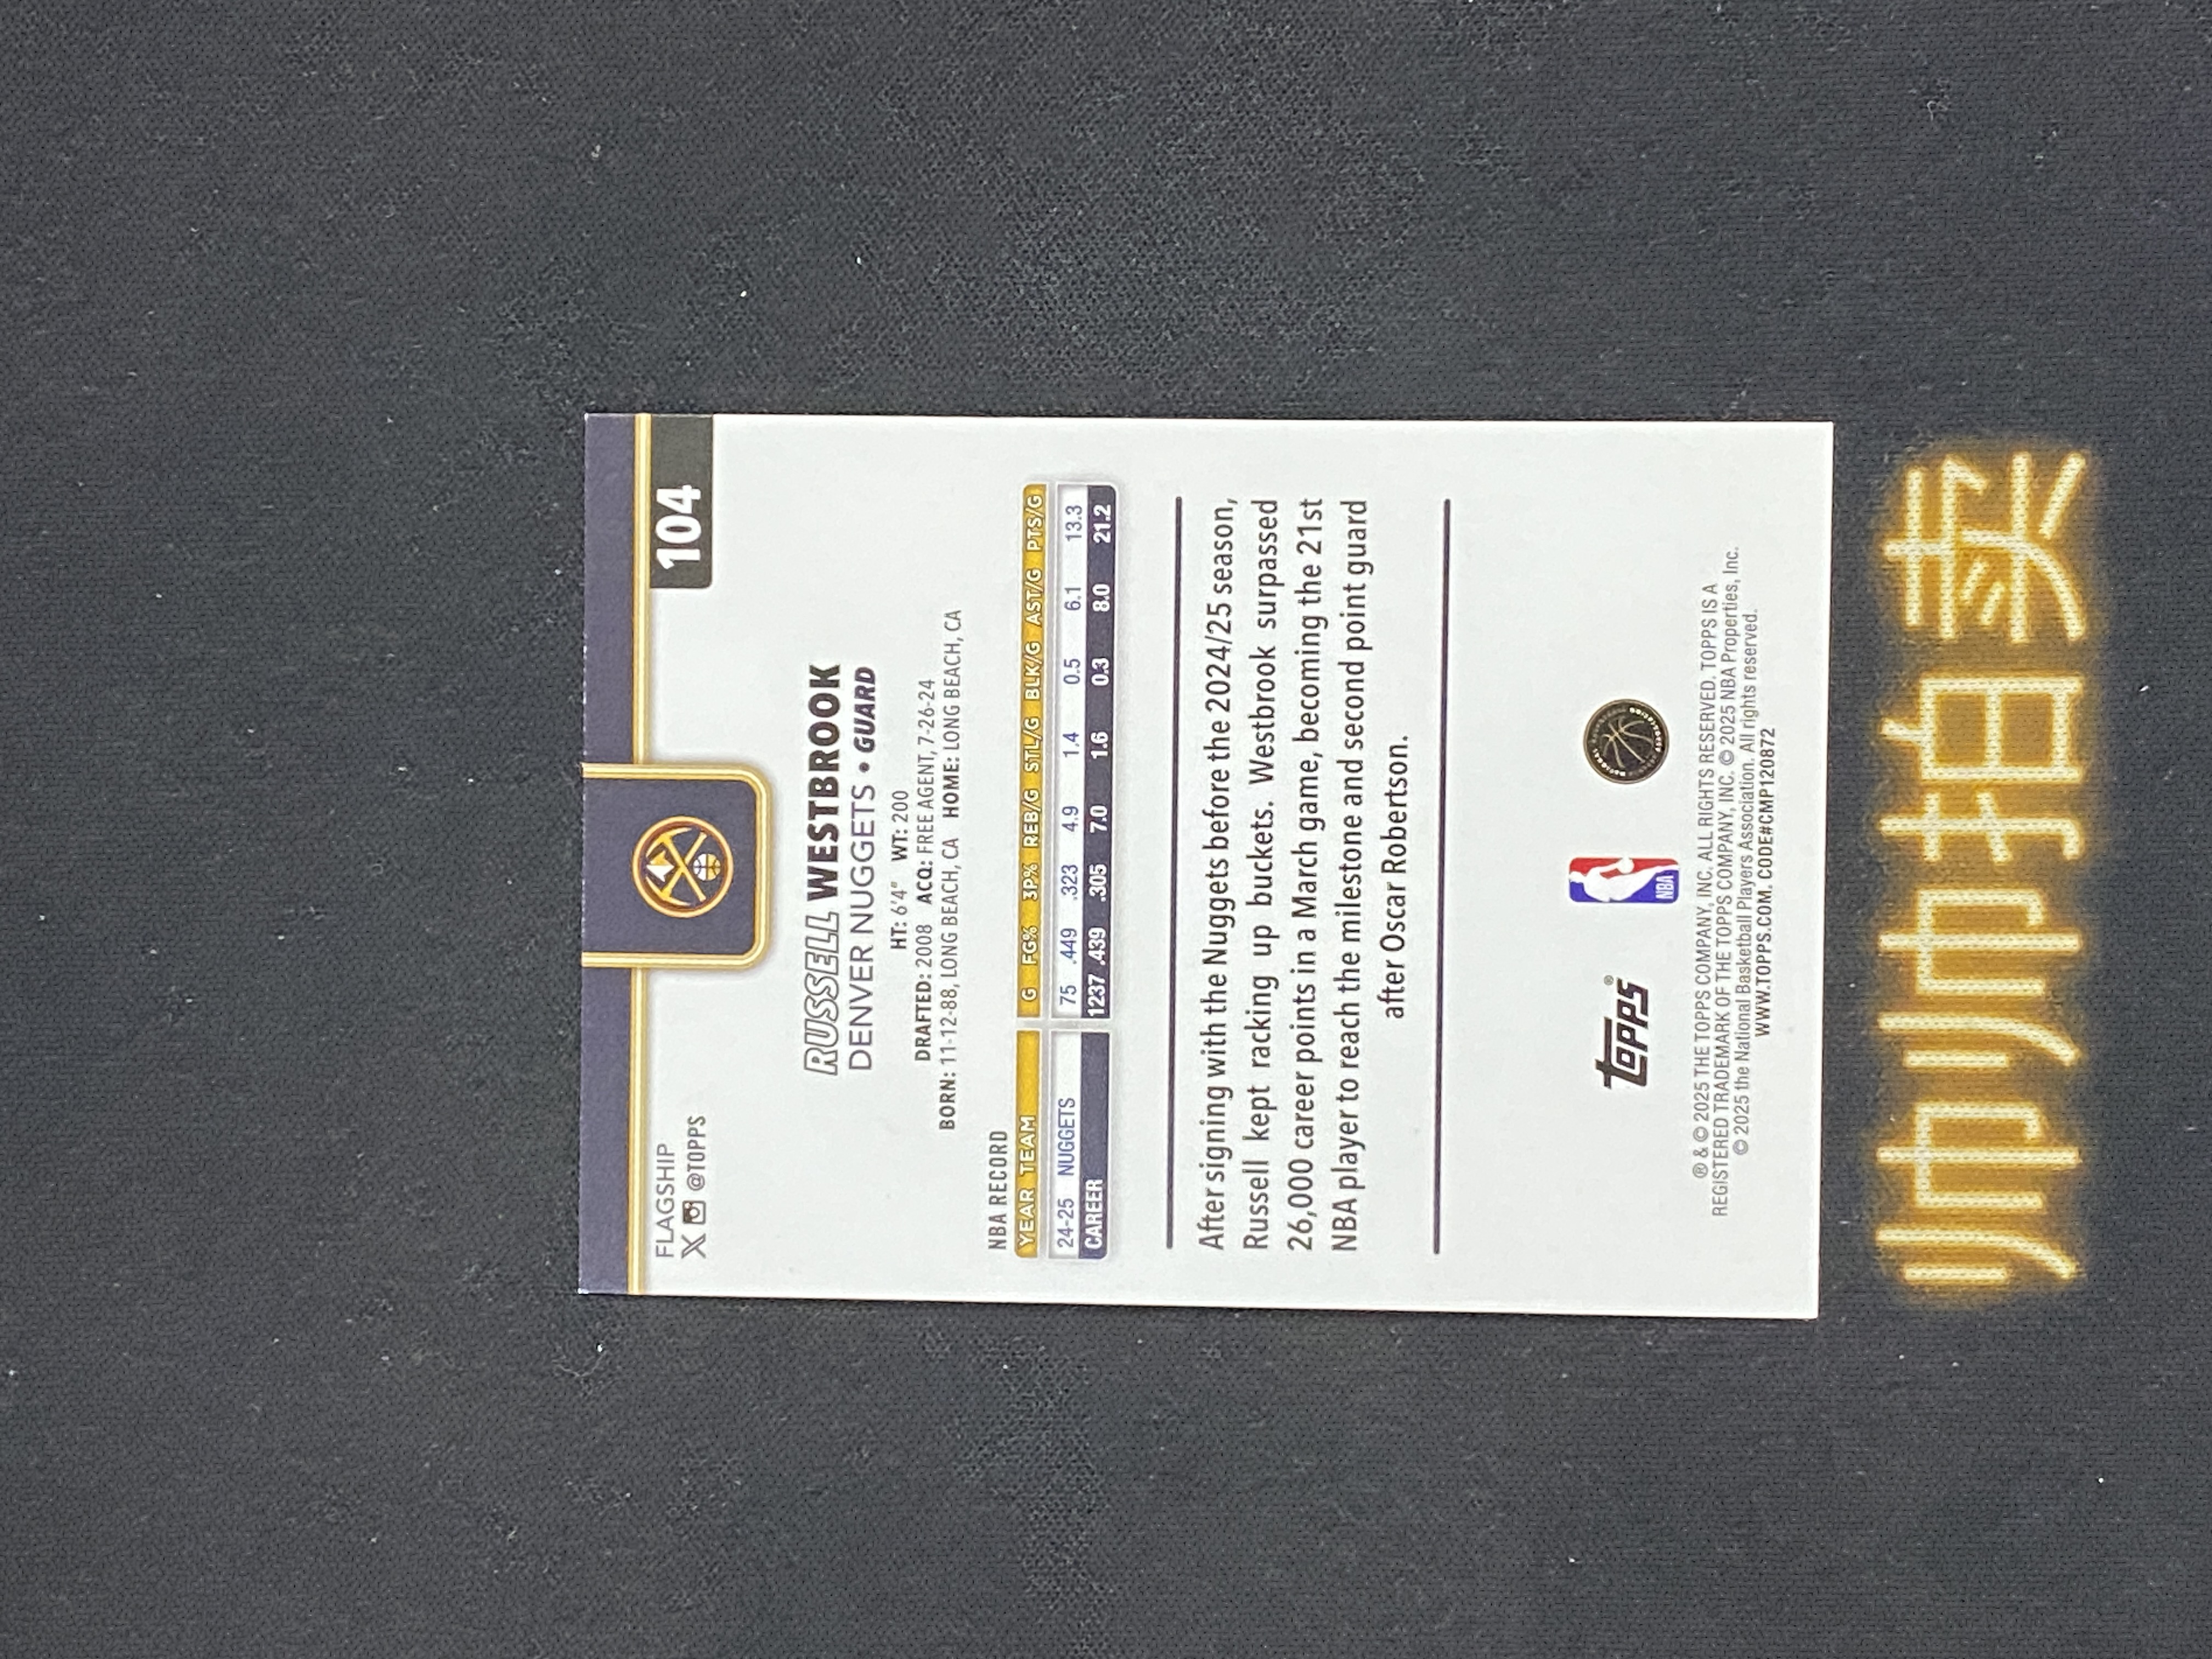 FLAGSHIP
@TOPPS
104
RUSSELL WESTBROOK
DENVER NUGGETS • GUARD
HT: 6'4" WT: 200
DRAFTED: 2008 ACQ: FREE AGENT, 7-26-24
BORN: 11-12-88, LONG BEACH, CA HOME: LONG BEACH, CA
NBA RECORD
YEAR TEAM G FG% 3P% REB/G STL/G BLK/G AST/G PTS/G
24-25 NUGGETS 75 .449 .323 4.9 1.4 0.5 6.1 13.3
CAREER 1237 .439 .305 7.0 1.6 0.3 8.0 21.2
After signing with the Nuggets before the 2024/25 season,
Russell kept racking up buckets. Westbrook surpassed
26,000 career points in a March game, becoming the 21st
NBA player to reach the milestone and second point guard
after Oscar Robertson.
topps®
NBA
® & © 2025 THE TOPPS COMPANY, INC. ALL RIGHTS RESERVED. TOPPS IS A
REGISTERED TRADEMARK OF THE TOPPS COMPANY, INC. © 2025 NBA Properties, Inc.
© 2025 the National Basketball Players Association. All rights reserved.
WWW.TOPPS.COM. CODE#CMP120872
帅帅拍卖